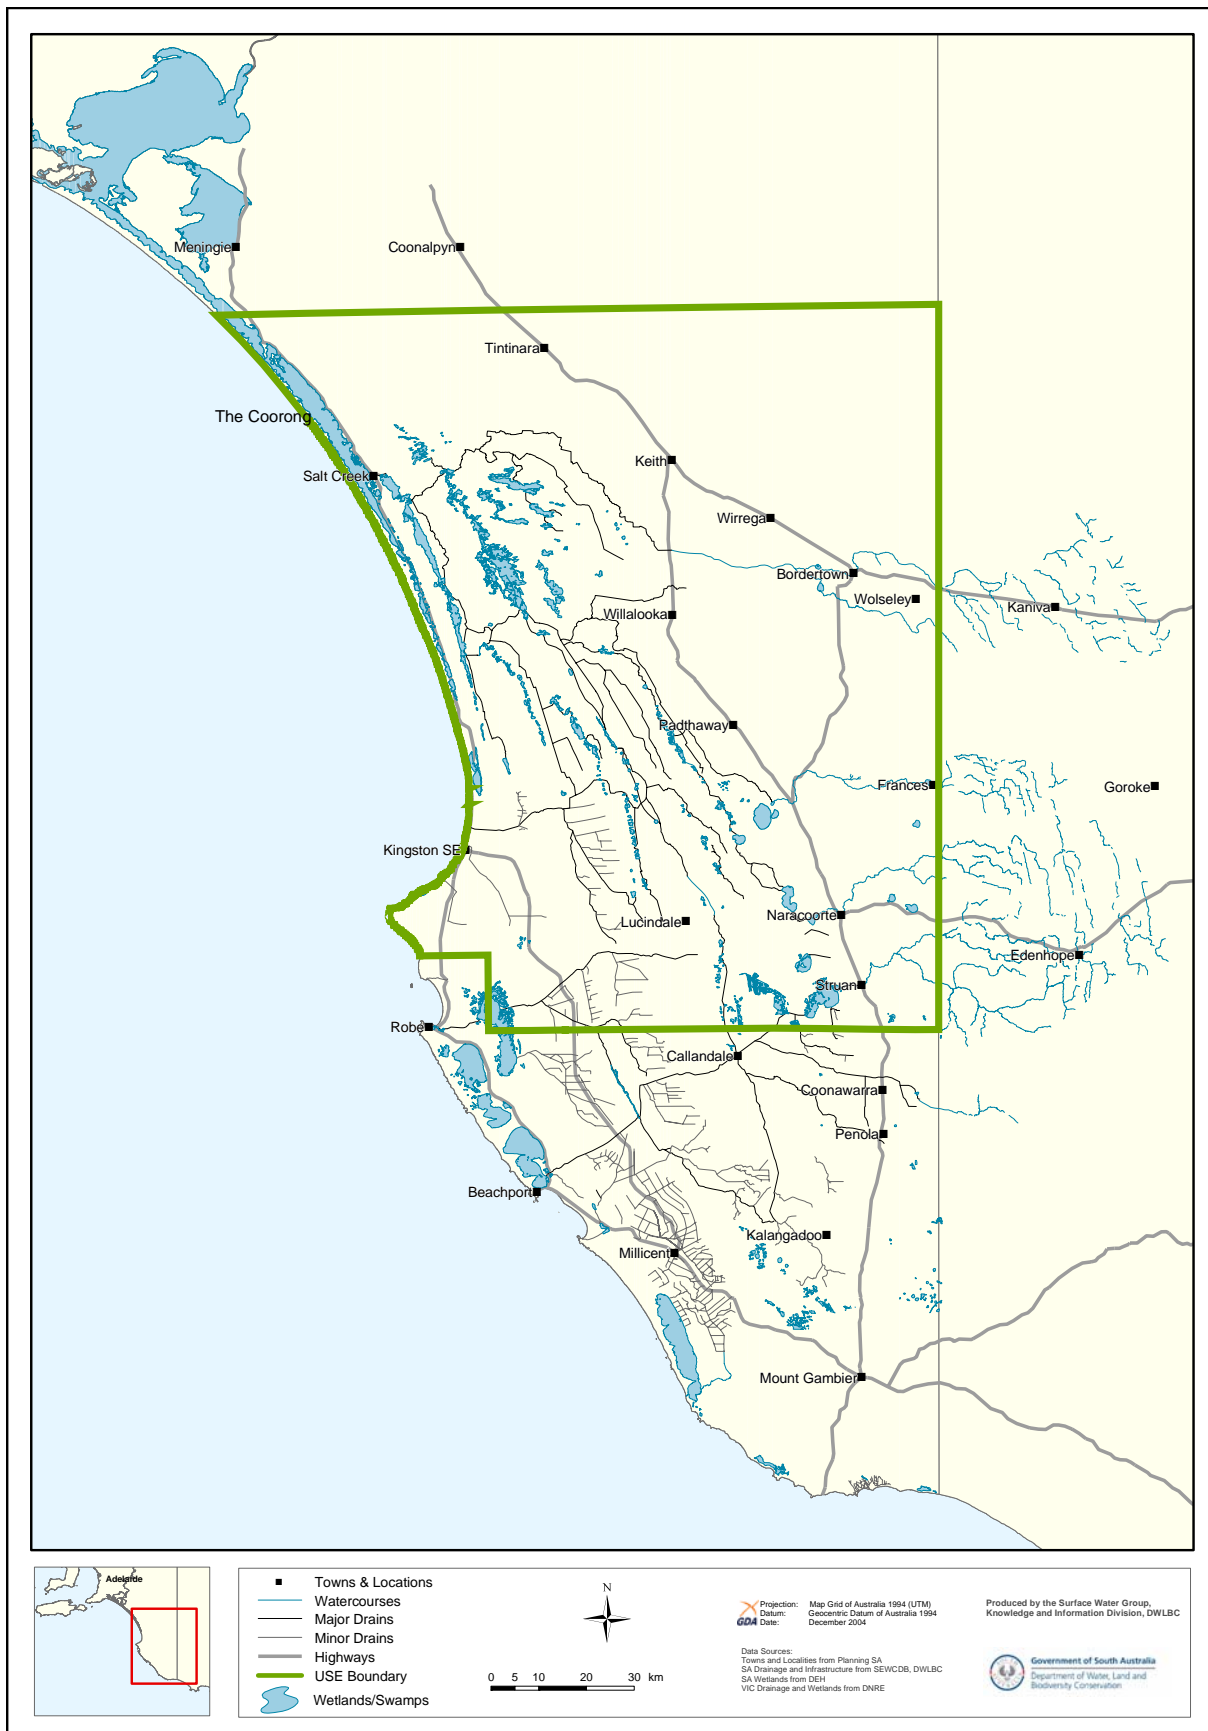 Meningie
Coonalpyn
Tintinara
The Coorong
Keith
Salt Creek
Wirrega
Bordertown
Wolseley
Kaniva
Willalooka
Padthaway
Frances
Goroke
Kingston SE
Naracoorte
Lucindale
Edenhope
Struan
Robe
Callandale
Coonawarra
Penola
Beachport
Kalangadoo
Millicent
Mount Gambier
Adelaide
Towns & Locations
Watercourses
Major Drains
Minor Drains
Highways
USE Boundary
Wetlands/Swamps
N
0 5 10 20 30 km
GDA
Projection: Map Grid of Australia 1994 (UTM)
Datum: Geocentric Datum of Australia 1994
Date: December 2004
Data Sources:
Towns and Localities from Planning SA
SA Drainage and Infrastructure from SEWCDB, DWLBC
SA Wetlands from DEH
VIC Drainage and Wetlands from DNRE
Produced by the Surface Water Group,
Knowledge and Information Division, DWLBC
Government of South Australia
Department of Water, Land and
Biodiversity Conservation